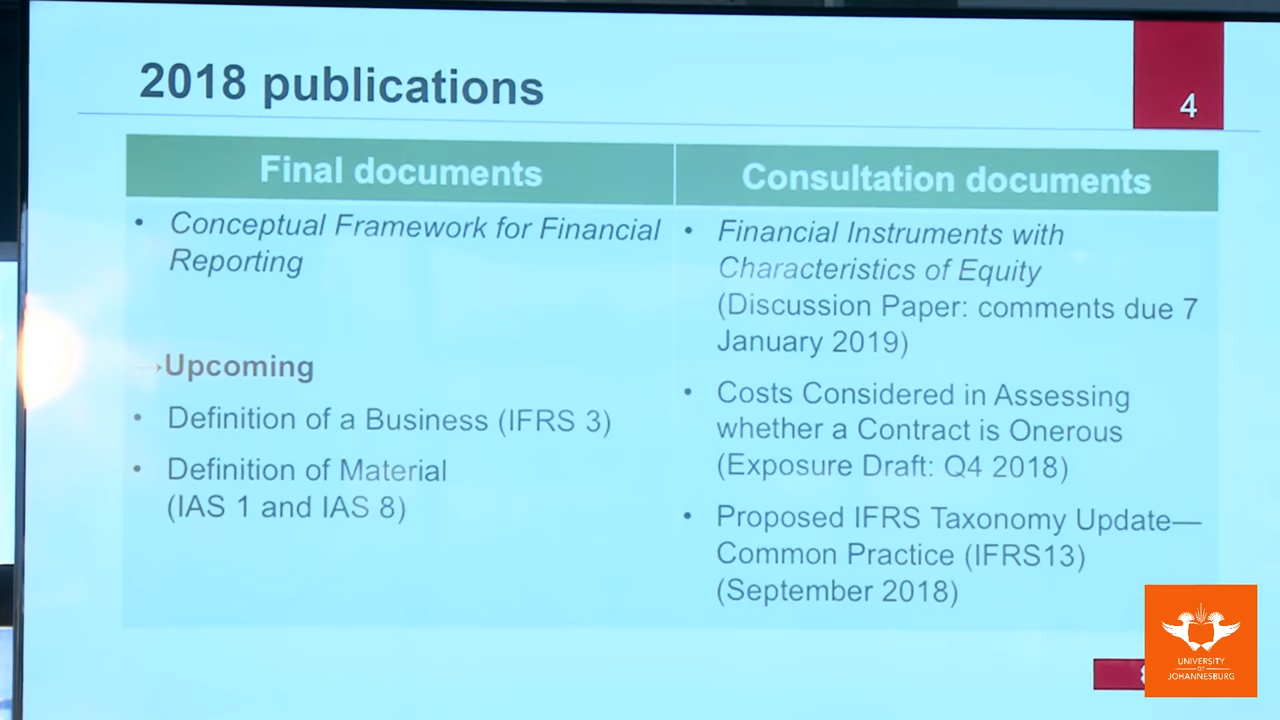 2018 publications
4
Final documents
• Conceptual Framework for Financial
Reporting
→Upcoming
• Definition of a Business (IFRS 3)
• Definition of Material
(IAS 1 and IAS 8)
Consultation documents
• Financial Instruments with
Characteristics of Equity
(Discussion Paper: comments due 7
January 2019)
• Costs Considered in Assessing
whether a Contract is Onerous
(Exposure Draft: Q4 2018)
• Proposed IFRS Taxonomy Update—
Common Practice (IFRS13)
(September 2018)
UNIVERSITY
OF
JOHANNESBURG